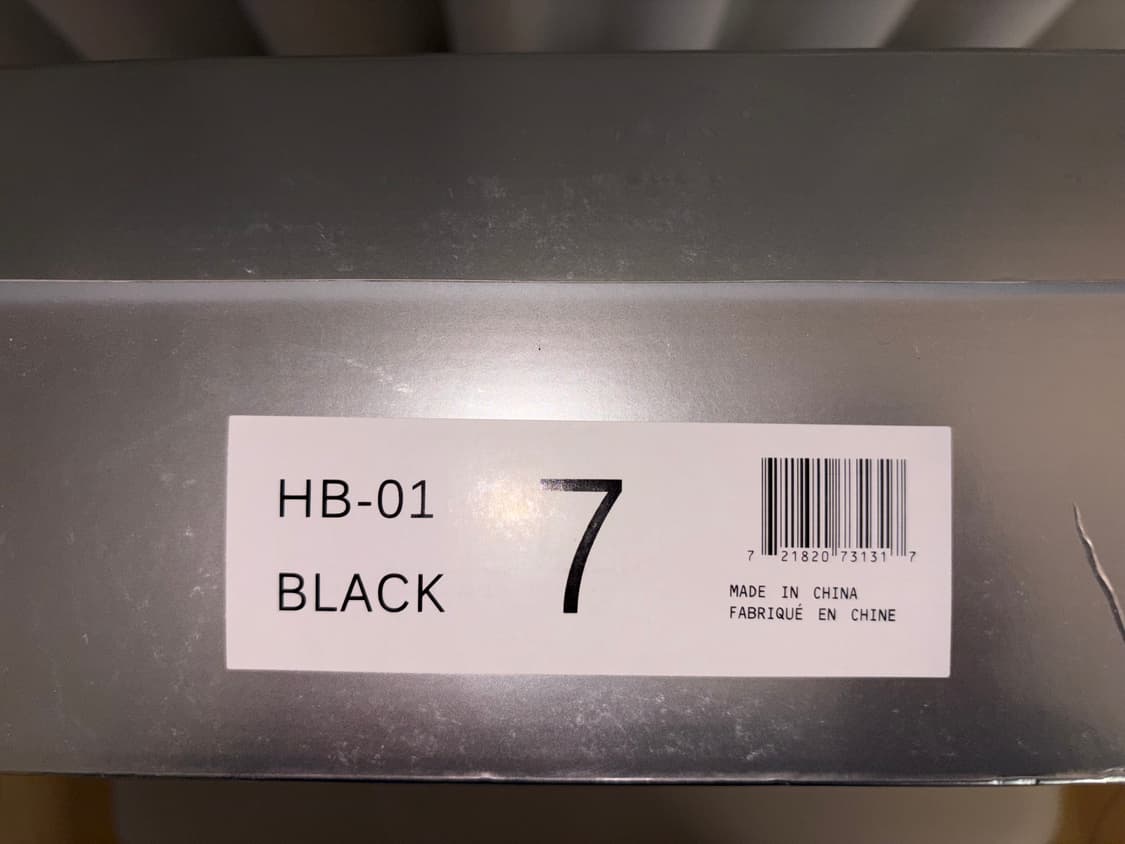 HB-01
BLACK
7
7 21820 73131 7
MADE IN CHINA
FABRIQUÉ EN CHINE